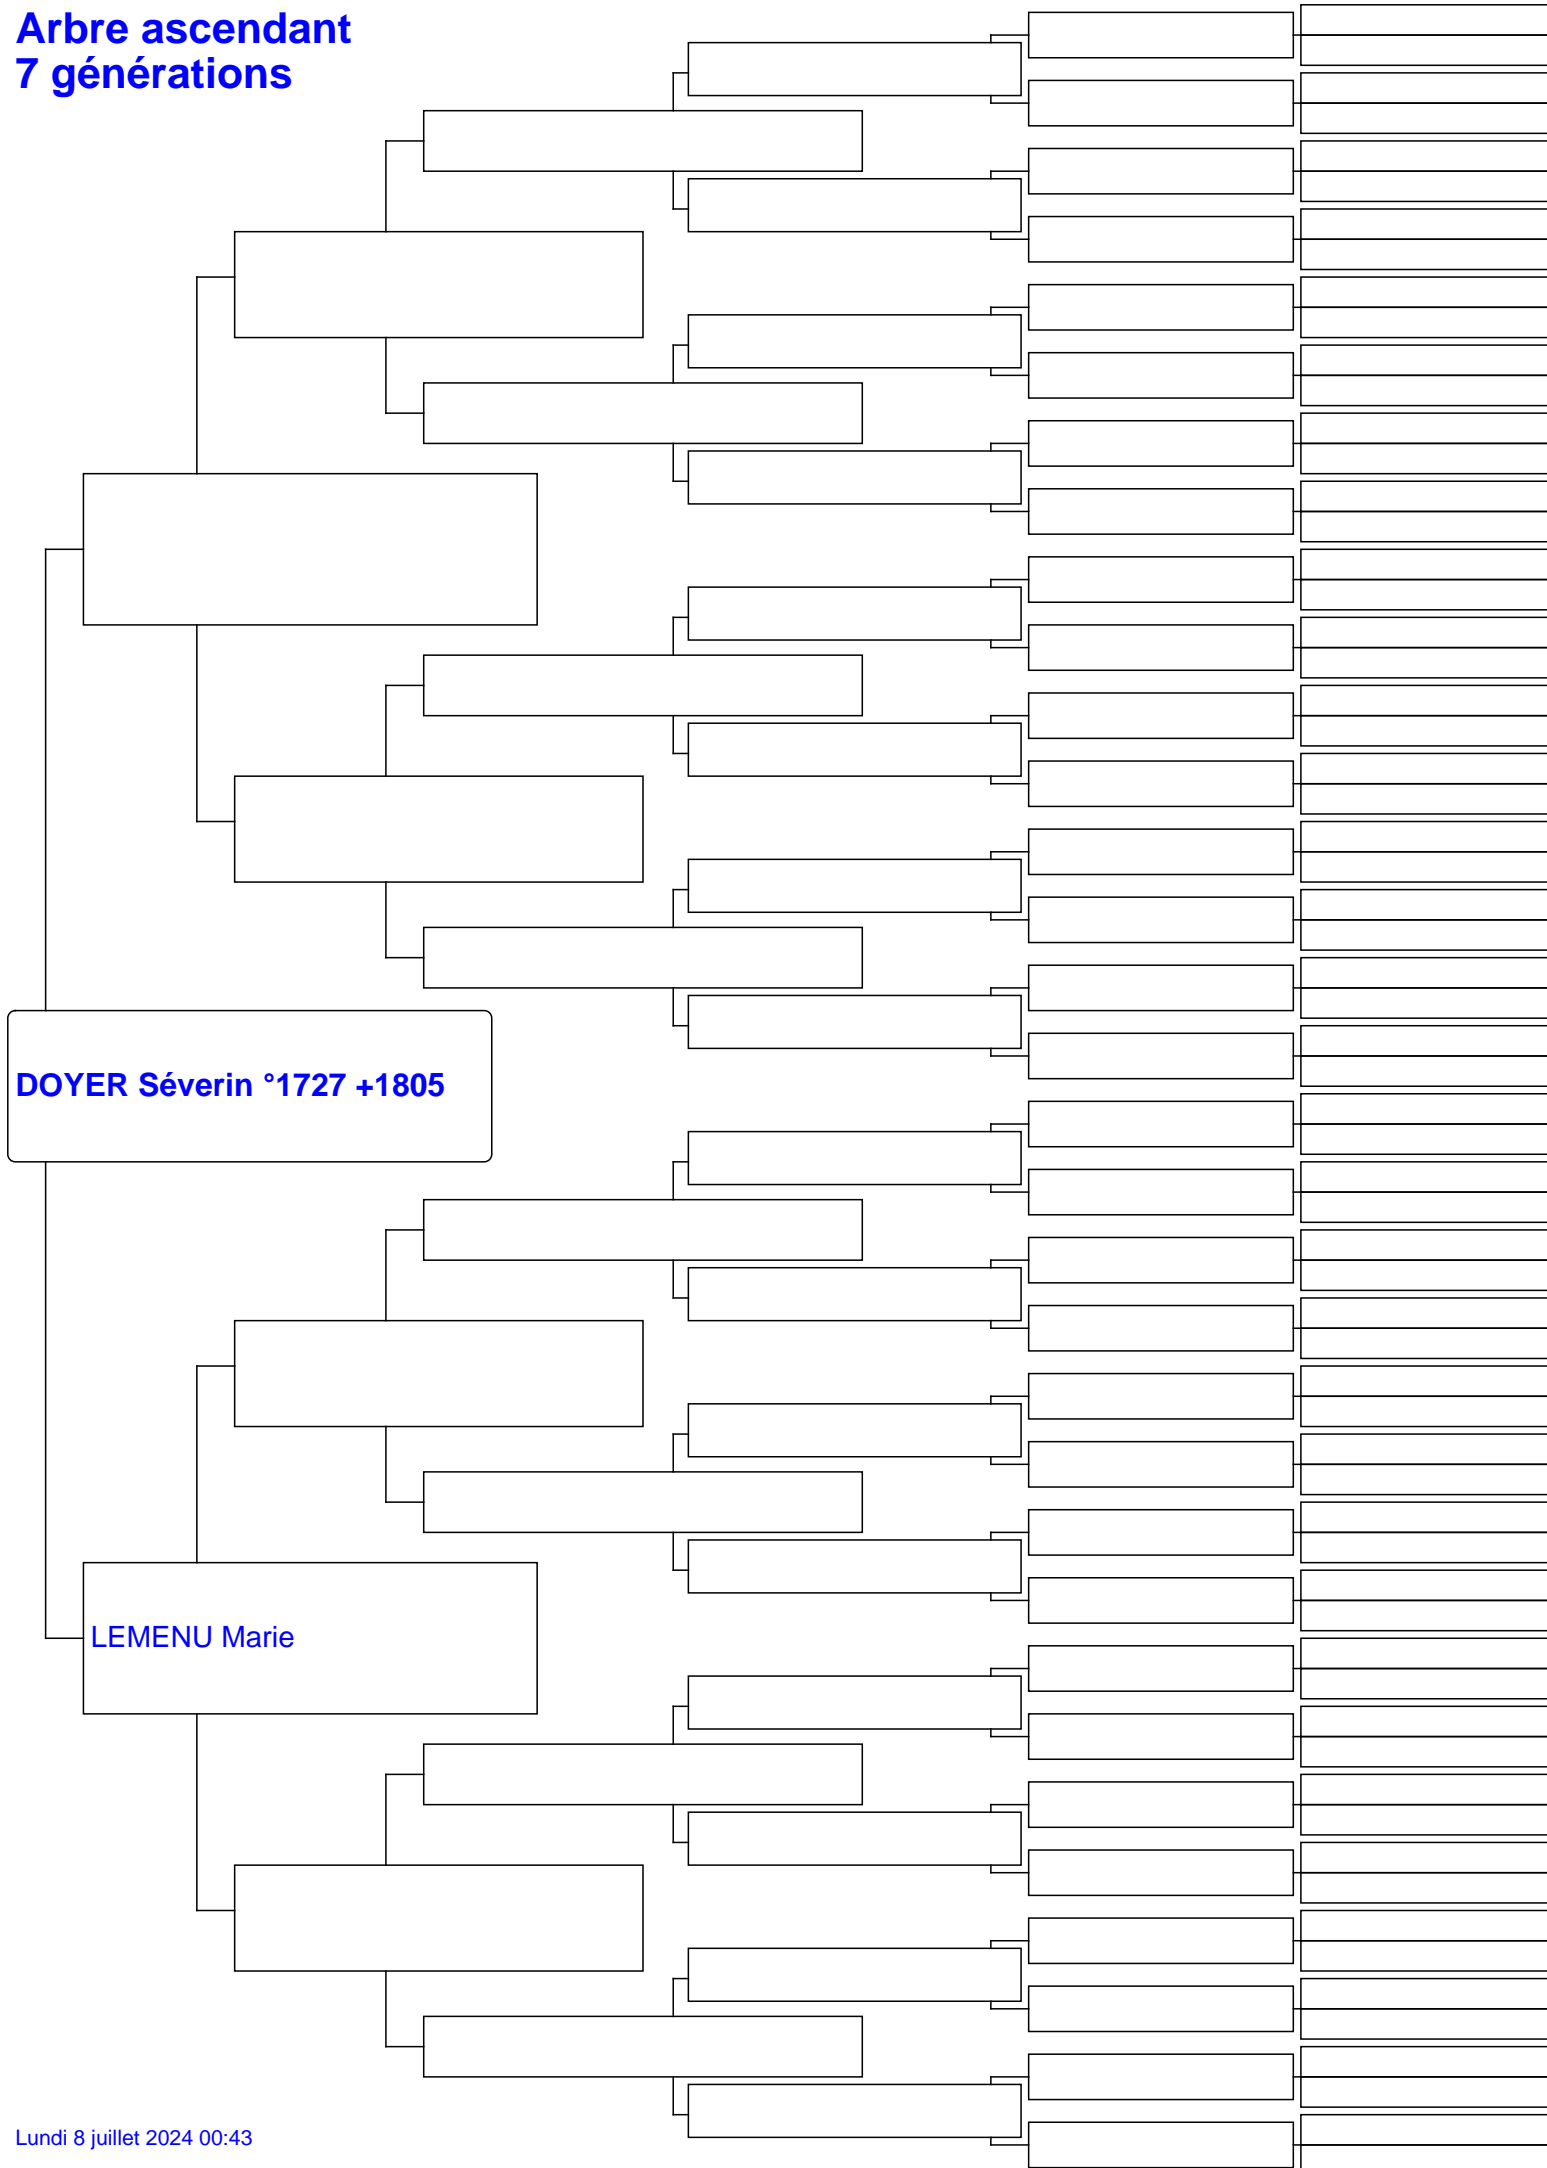 Arbre ascendant
7 générations
DOYER Séverin °1727 +1805
LEMENU Marie
Lundi 8 juillet 2024 00:43